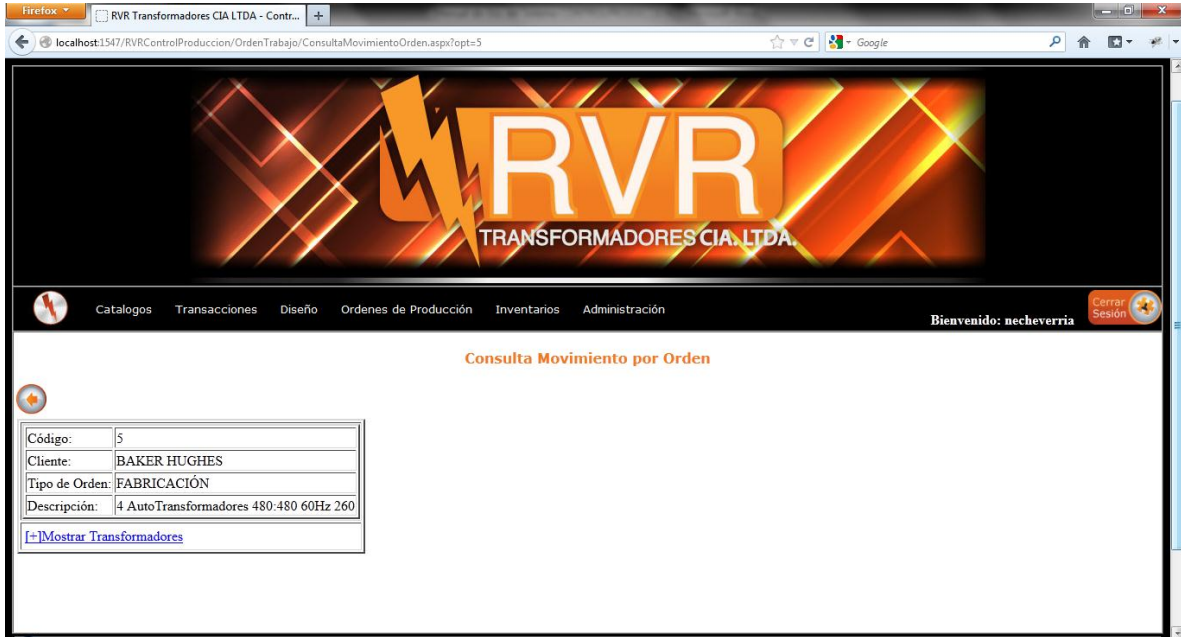 Firefox
RVR Transformadores CIA LTDA - Contr...
localhost:1547/RVRControlProduccion/OrdenTrabajo/ConsultaMovimientoOrden.aspx?opt=5
Google
RVR
TRANSFORMADORES CIA. LTDA.
Catalogos Transacciones Diseño Ordenes de Producción Inventarios Administración
Bienvenido: necheverria
Cerrar
Sesión
Consulta Movimiento por Orden
Código: 5
Cliente: BAKER HUGHES
Tipo de Orden: FABRICACIÓN
Descripción: 4 AutoTransformadores 480:480 60Hz 260
[+]Mostrar Transformadores